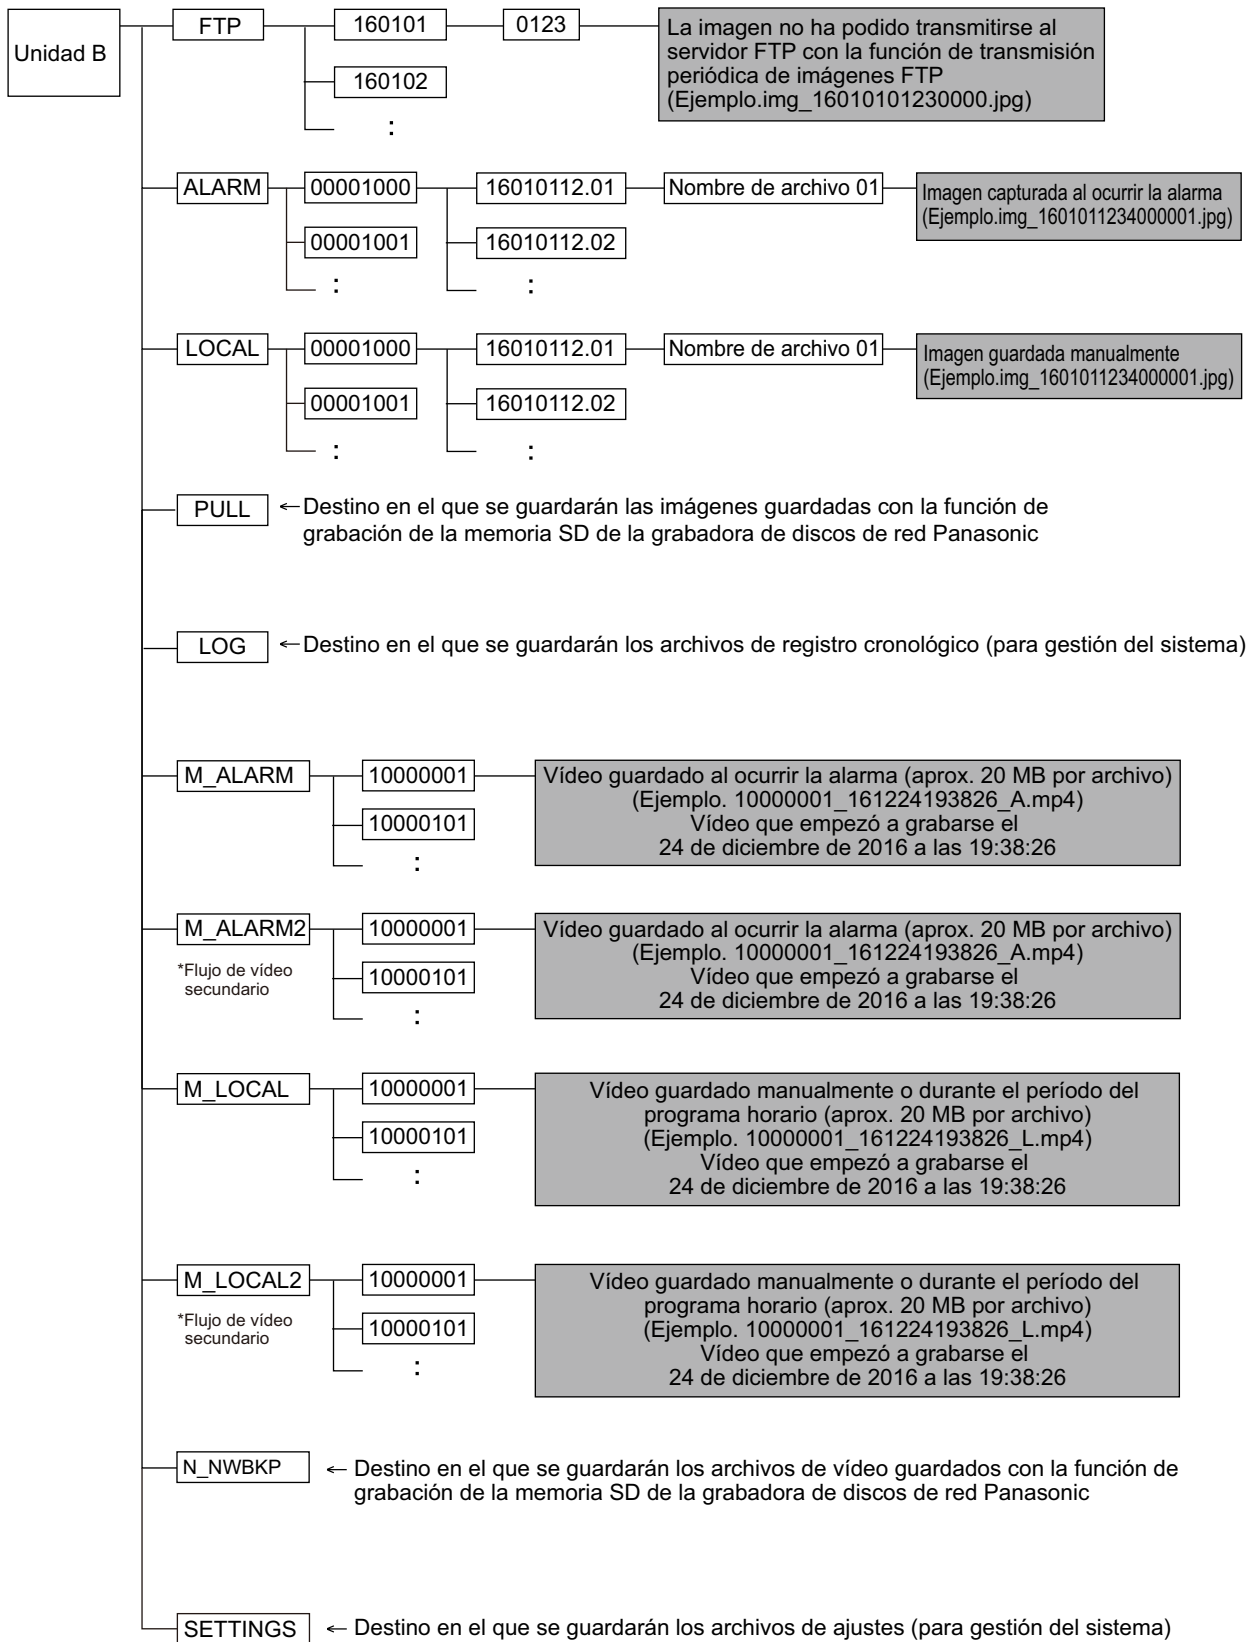 Unidad B
FTP
160101
0123
La imagen no ha podido transmitirse al
servidor FTP con la función de transmisión
periódica de imágenes FTP
(Ejemplo.img_16010101230000.jpg)
160102
:
ALARM
00001000
16010112.01
Nombre de archivo 01
Imagen capturada al ocurrir la alarma
(Ejemplo.img_1601011234000001.jpg)
00001001
16010112.02
:
:
LOCAL
00001000
16010112.01
Nombre de archivo 01
Imagen guardada manualmente
(Ejemplo.img_1601011234000001.jpg)
00001001
16010112.02
:
:
PULL
← Destino en el que se guardarán las imágenes guardadas con la función de
grabación de la memoria SD de la grabadora de discos de red Panasonic
LOG
← Destino en el que se guardarán los archivos de registro cronológico (para gestión del sistema)
M_ALARM
10000001
Vídeo guardado al ocurrir la alarma (aprox. 20 MB por archivo)
(Ejemplo. 10000001_161224193826_A.mp4)
Vídeo que empezó a grabarse el
24 de diciembre de 2016 a las 19:38:26
10000101
:
M_ALARM2
*Flujo de vídeo
secundario
10000001
Vídeo guardado al ocurrir la alarma (aprox. 20 MB por archivo)
(Ejemplo. 10000001_161224193826_A.mp4)
Vídeo que empezó a grabarse el
24 de diciembre de 2016 a las 19:38:26
10000101
:
M_LOCAL
10000001
Vídeo guardado manualmente o durante el período del
programa horario (aprox. 20 MB por archivo)
(Ejemplo. 10000001_161224193826_L.mp4)
Vídeo que empezó a grabarse el
24 de diciembre de 2016 a las 19:38:26
10000101
:
M_LOCAL2
*Flujo de vídeo
secundario
10000001
Vídeo guardado manualmente o durante el período del
programa horario (aprox. 20 MB por archivo)
(Ejemplo. 10000001_161224193826_L.mp4)
Vídeo que empezó a grabarse el
24 de diciembre de 2016 a las 19:38:26
10000101
:
N_NWBKP
← Destino en el que se guardarán los archivos de vídeo guardados con la función de
grabación de la memoria SD de la grabadora de discos de red Panasonic
SETTINGS
← Destino en el que se guardarán los archivos de ajustes (para gestión del sistema)